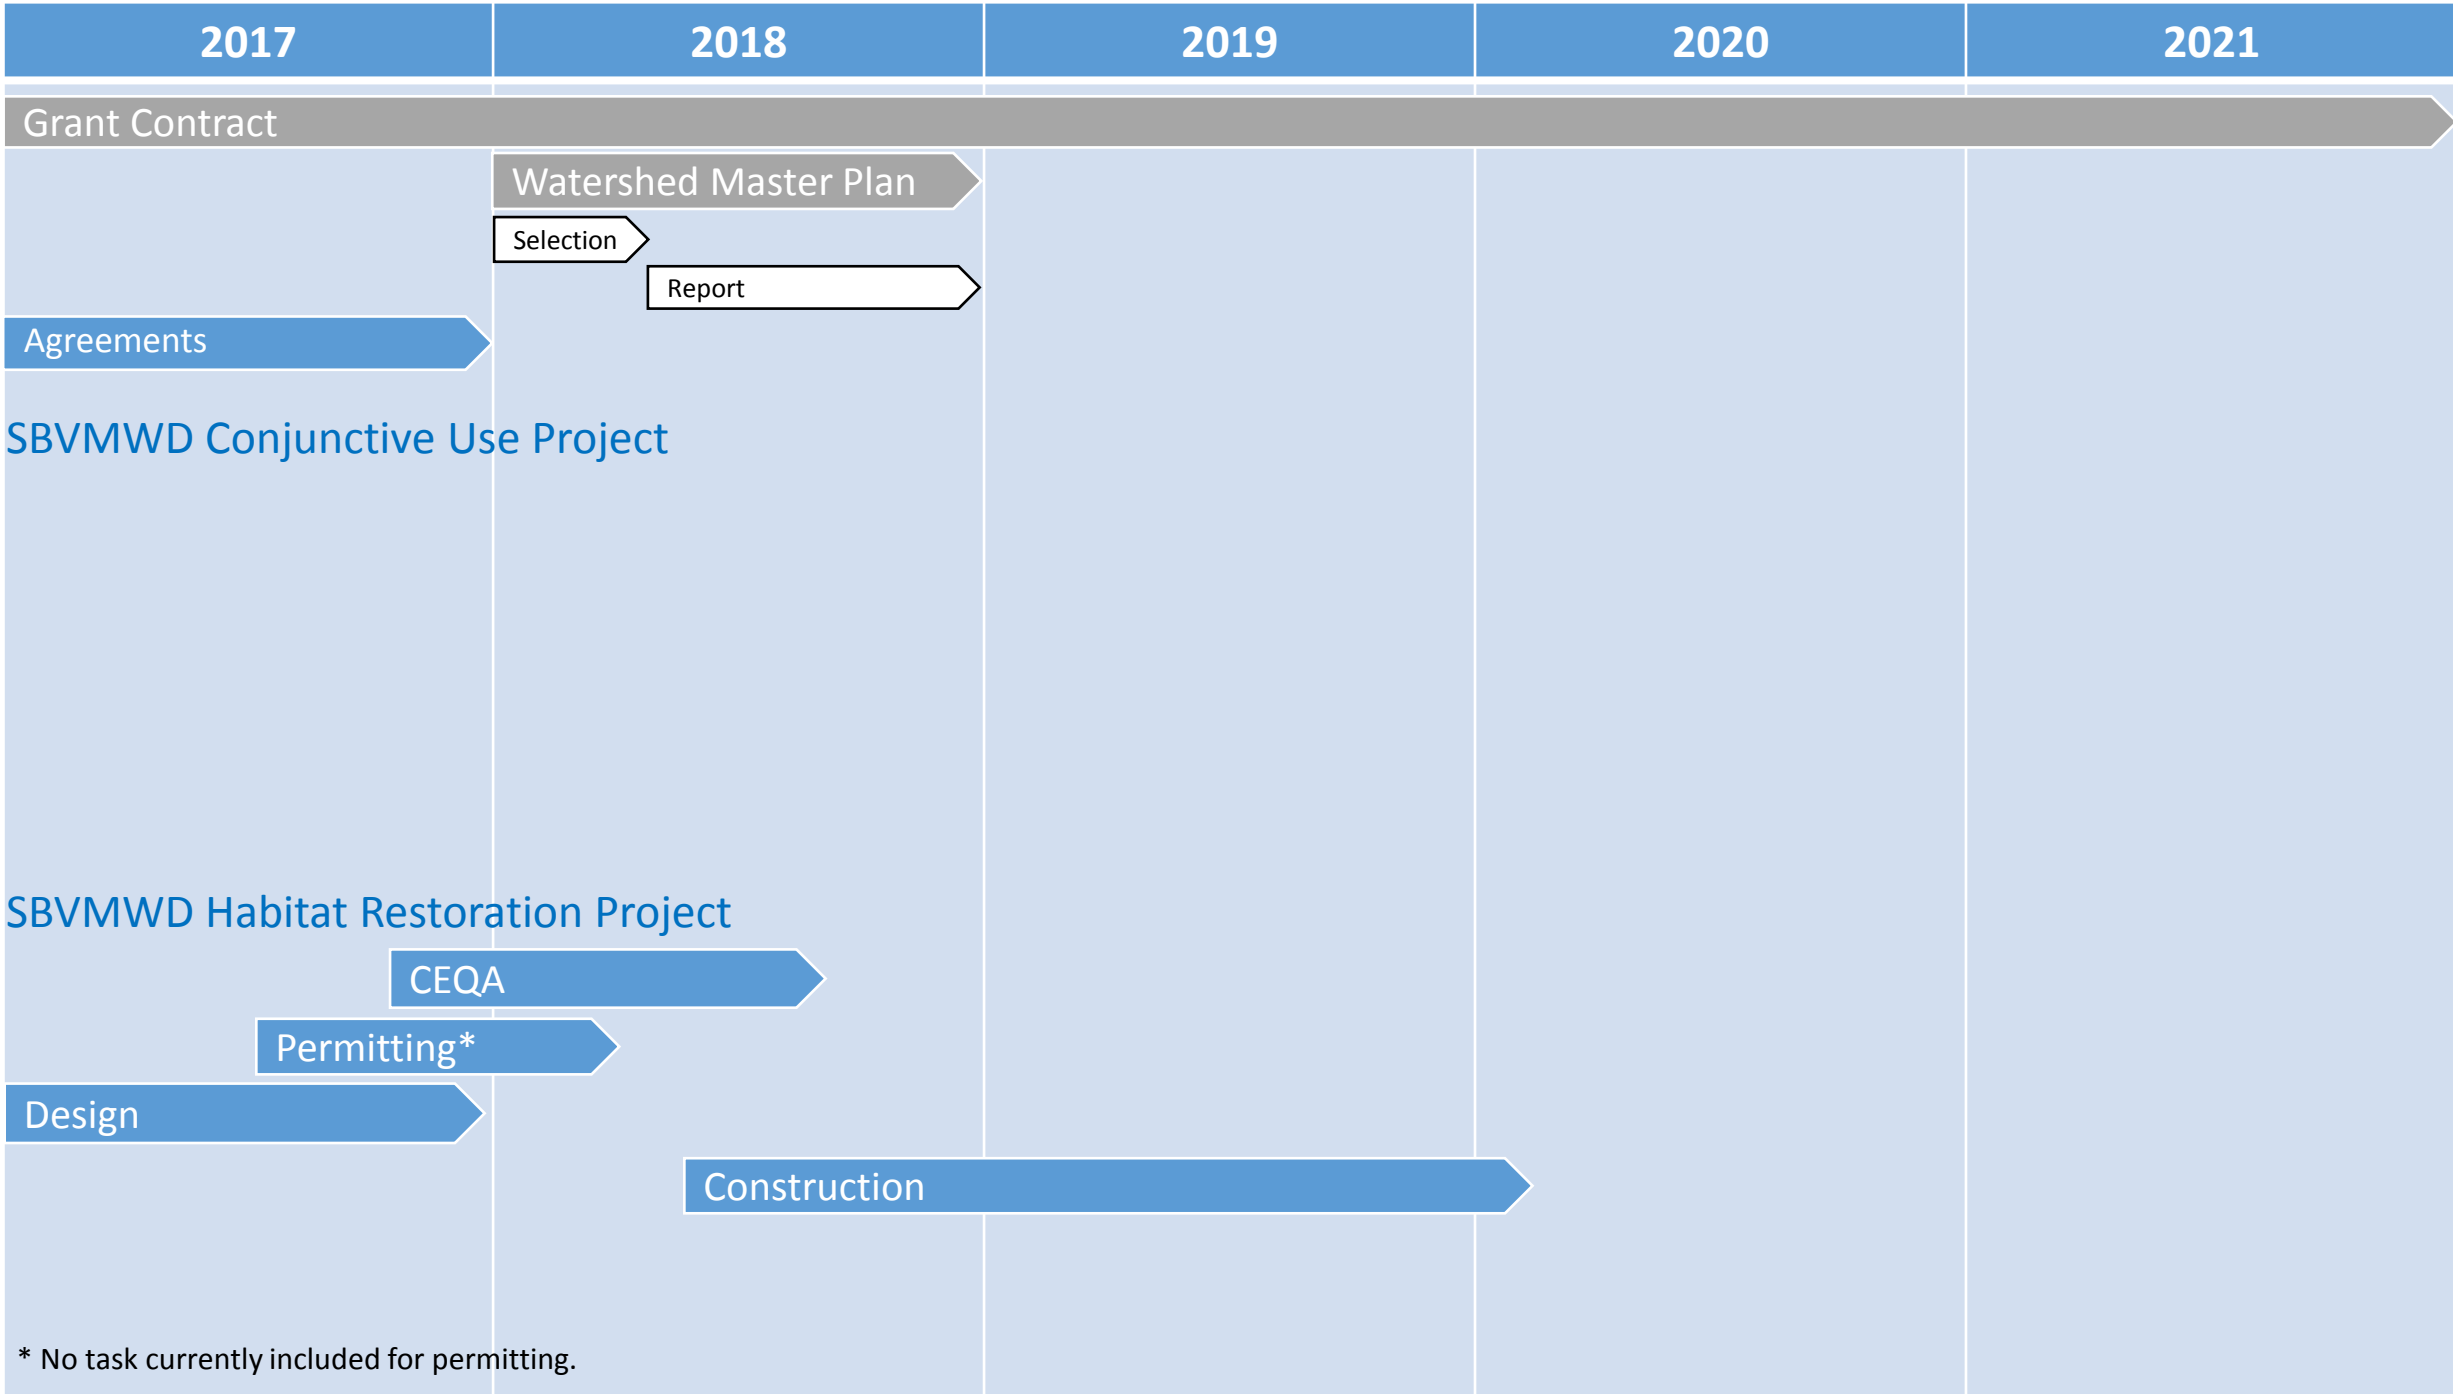 2017 2018 2019 2020 2021
Grant Contract
Watershed Master Plan
Selection
Report
Agreements
SBVMWD Conjunctive Use Project
SBVMWD Habitat Restoration Project
CEQA
Permitting*
Design
Construction
* No task currently included for permitting.